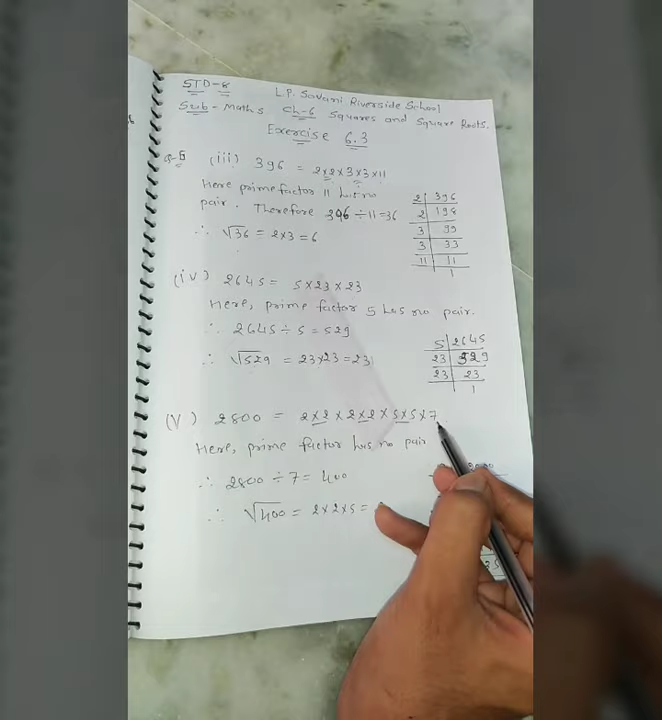 STD-8
L.P. Savani Riverside School
Sub- Maths Ch-6 Squares and Square Roots.
Exercise 6.3
Q-6 (iii) 396 = 2×2×3×3×11
Here prime factor 11 has no
pair. Therefore 396÷11=36
∴ √36 = 2×3=6
2 396
2 198
3 99
3 33
11 11
1
(iv) 2645= 5×23×23
Here, prime factor 5 has no pair.
∴ 2645÷5=529
∴ √529 = 23×23=23
5 2645
23 529
23 23
1
(V) 2800 = 2×2×2×2×5×5×7
Here, prime factor has no pair
∴ 2800÷7=400
∴ √400 = 2×2×5=